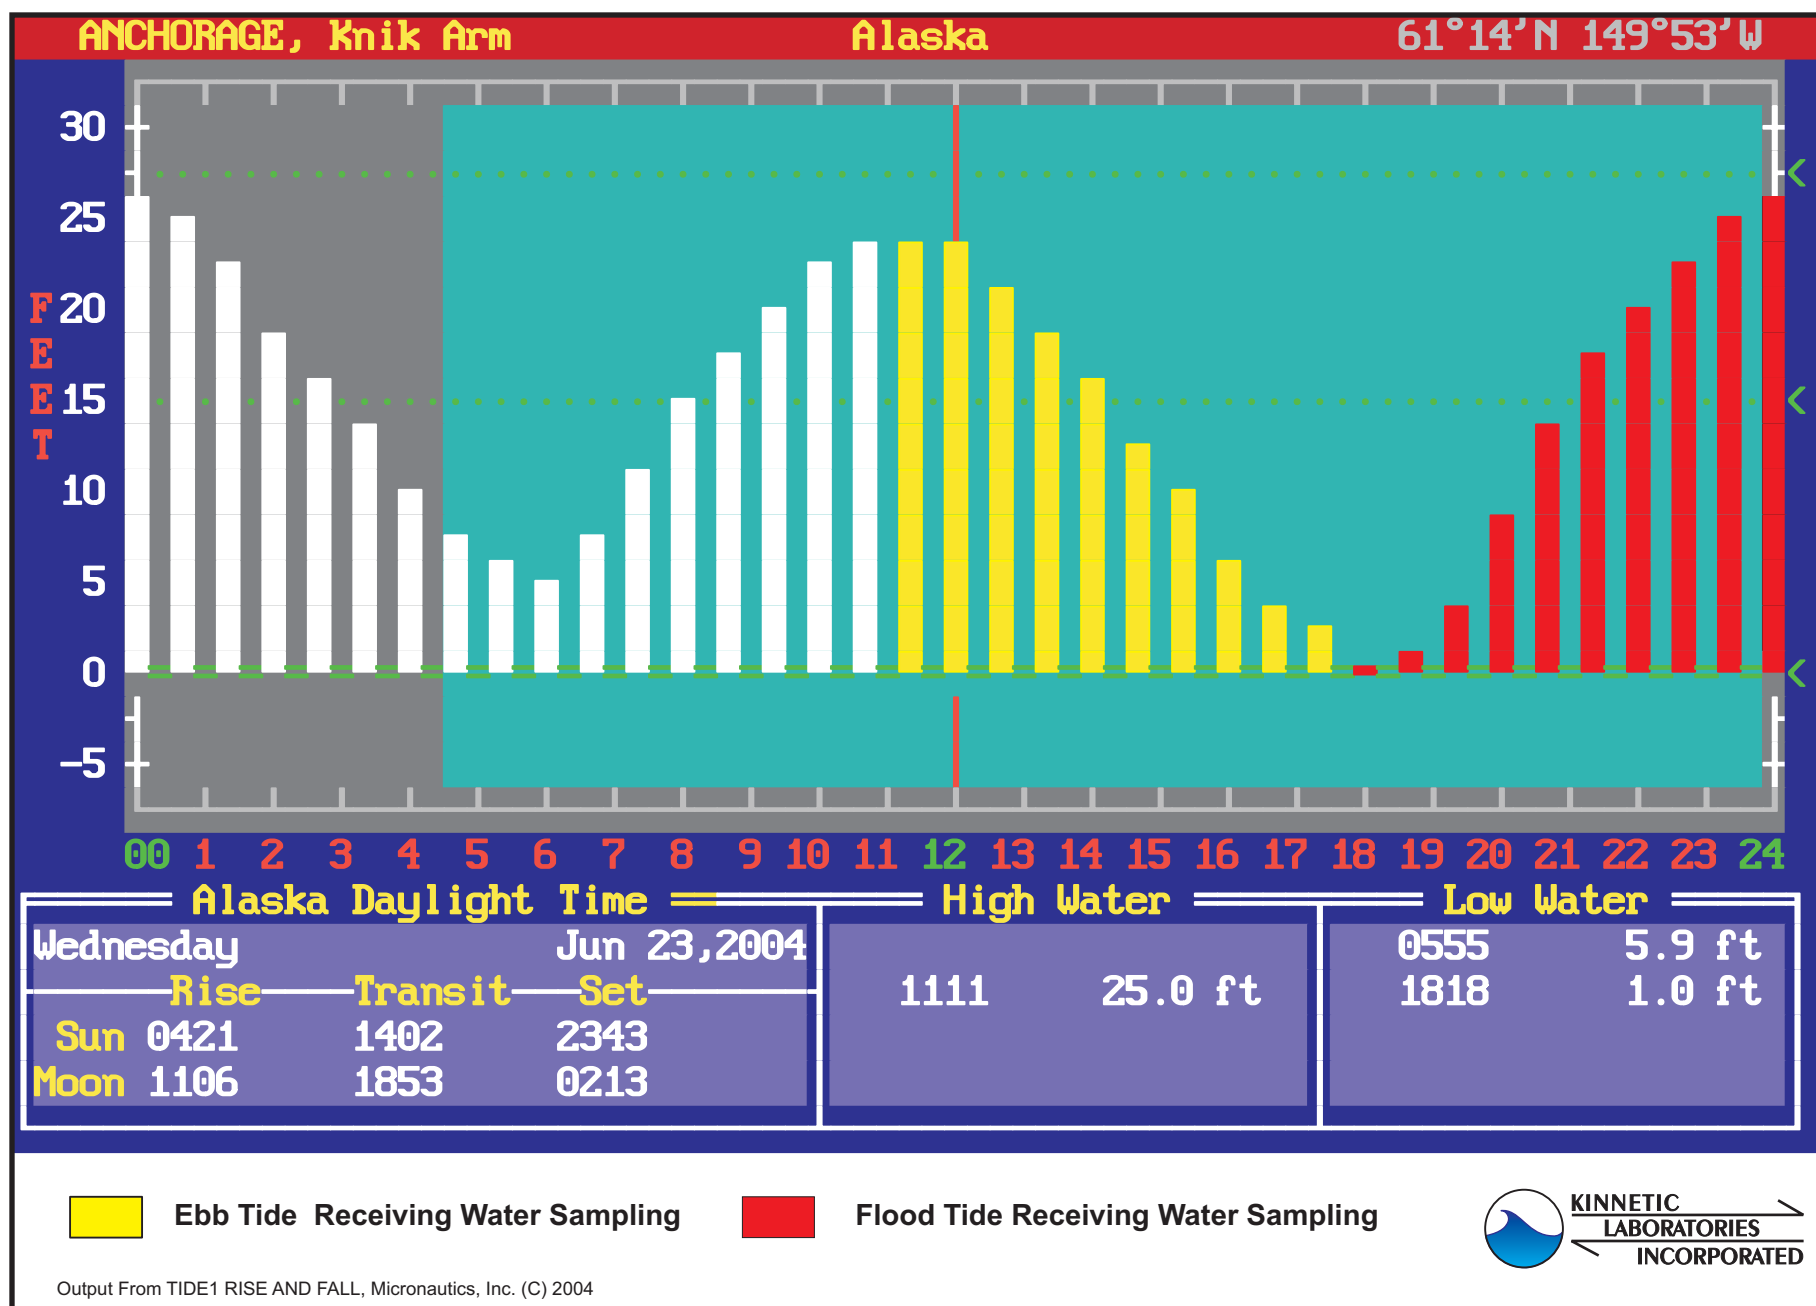 ANCHORAGE, Knik Arm Alaska 61°14'N 149°53'W
30
25
20
15
10
5
0
-5
FEET
00 1 2 3 4 5 6 7 8 9 10 11 12 13 14 15 16 17 18 19 20 21 22 23 24
Alaska Daylight Time High Water Low Water
Wednesday Jun 23,2004 0555 5.9 ft
Rise Transit Set 1111 25.0 ft 1818 1.0 ft
Sun 0421 1402 2343
Moon 1106 1853 0213
Ebb Tide Receiving Water Sampling Flood Tide Receiving Water Sampling
KINNETIC
LABORATORIES
INCORPORATED
Output From TIDE1 RISE AND FALL, Micronautics, Inc. (C) 2004